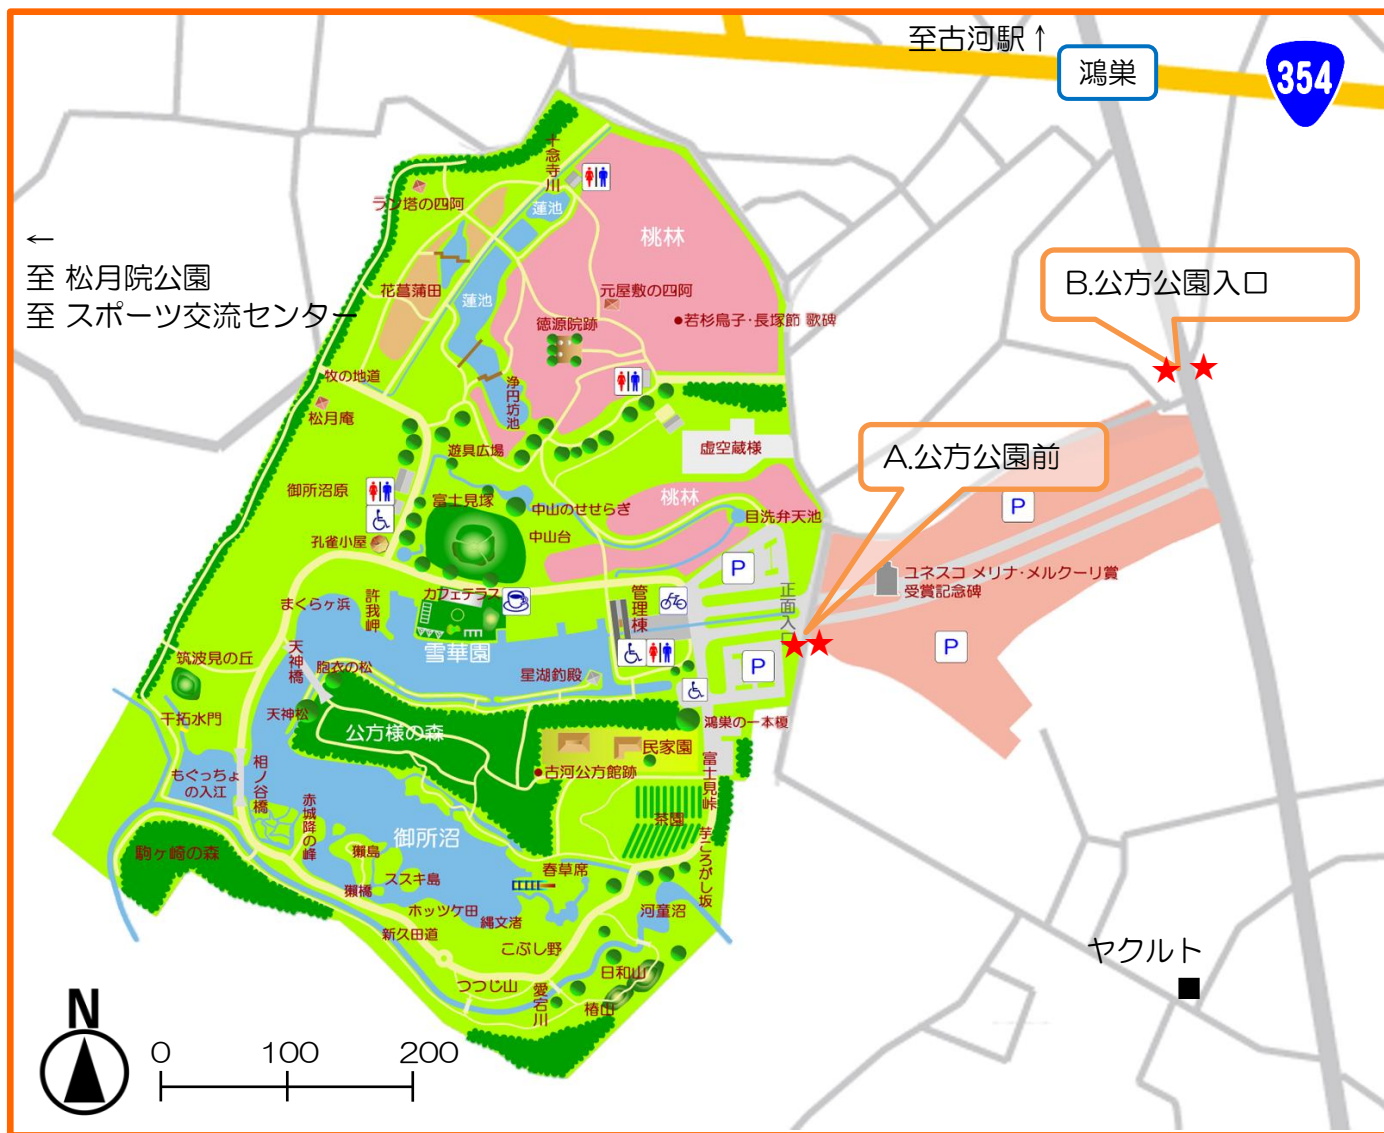 至古河駅↑
鴻巣
354
←
至 松月院公園
至 スポーツ交流センター
B.公方公園入口
A.公方公園前
十念寺川
蓮池
ラン塔の四阿
桃林
花菖蒲田
蓮池
元屋敷の四阿
徳源院跡
●若杉鳥子・長塚節 歌碑
牧の地道
浄円坊池
松月庵
遊具広場
虚空蔵様
御所沼原
富士見塚
中山のせせらぎ
桃林
目洗弁天池
孔雀小屋
中山台
P
P
ユネスコ メリナ・メルクーリ賞
受賞記念碑
カフェテラス
管理棟
正面入口
まくらヶ浜
許我岬
雪華園
P
P
筑波見の丘
天神橋
胞衣の松
星湖釣殿
干拓水門
天神松
公方様の森
鴻巣の一本榎
民家園
●古河公方館跡
富士見峠
もぐっちょ
の入江
相ノ谷橋
赤城降の峰
茶園
芋ころがし坂
駒ヶ崎の森
御所沼
獺島
ススキ島
獺橋
春草席
ホッツケ田
縄文渚
河童沼
新久田道
こぶし野
つつじ山
愛宕川
日和山
椿山
ヤクルト
N
0 100 200